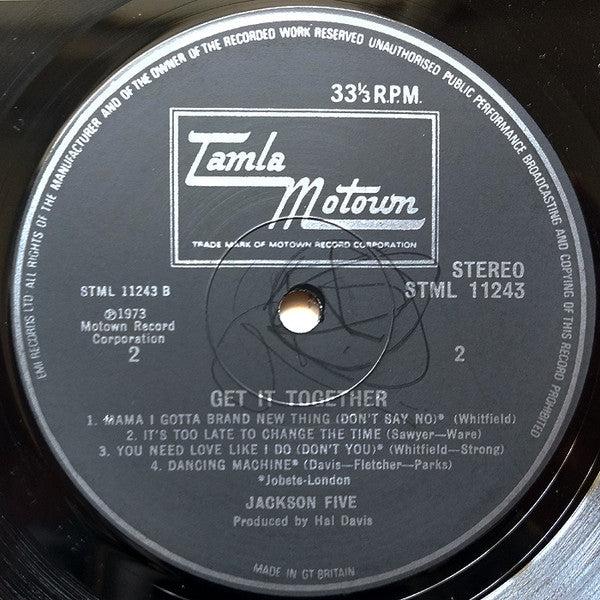 EMI RECORDS LTD ALL RIGHTS OF THE MANUFACTURER AND OF THE OWNER OF THE RECORDED WORK RESERVED UNAUTHORISED PUBLIC PERFORMANCE BROADCASTING AND COPYING OF THIS RECORD PROHIBITED
33⅓ R.P.M.
Tamla
Motown
TRADE MARK OF MOTOWN RECORD CORPORATION
STEREO
STML 11243 B
STML 11243
℗1973
Motown Record
Corporation
2
2
GET IT TOGETHER
1. MAMA I GOTTA BRAND NEW THING (DON'T SAY NO)* (Whitfield)
2. IT'S TOO LATE TO CHANGE THE TIME (Sawyer—Ware)
3. YOU NEED LOVE LIKE I DO (DON'T YOU)* (Whitfield—Strong)
4. DANCING MACHINE* (Davis—Fletcher—Parks)
*Jobete-London
JACKSON FIVE
Produced by Hal Davis
MADE IN GT BRITAIN